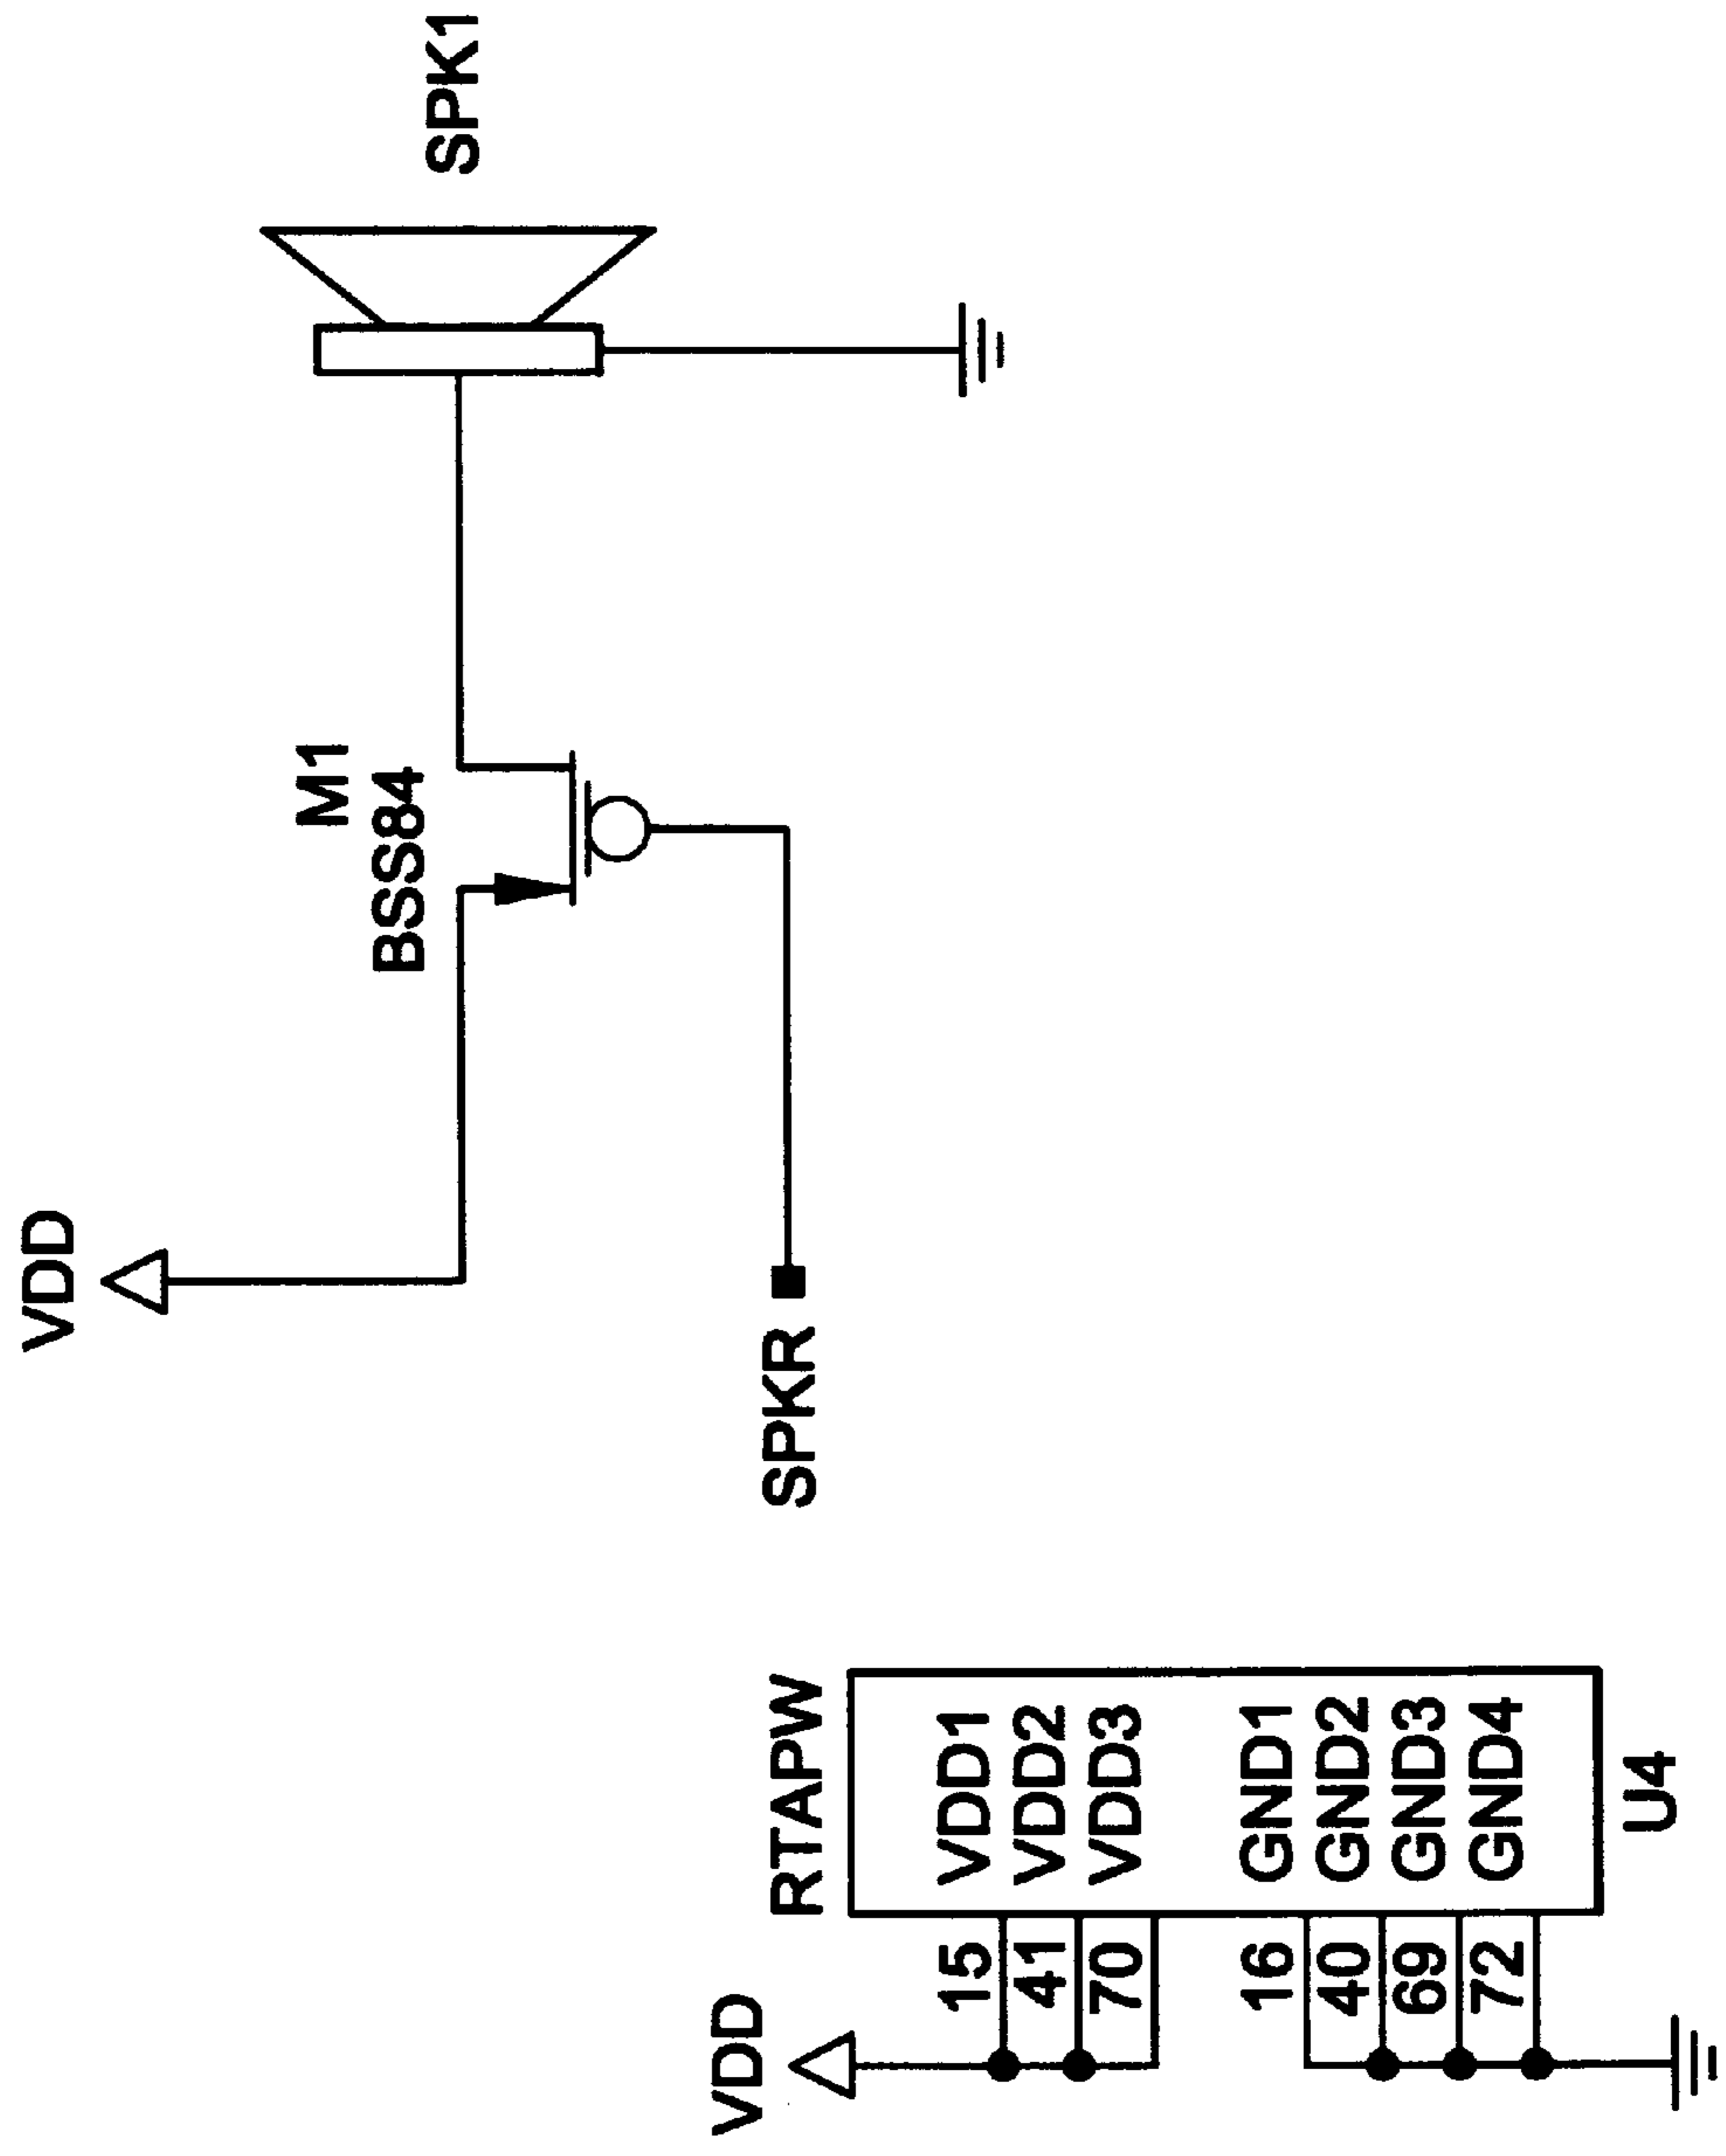 VDD
M1
BSS84
SPK1
SPKR
VDD
RTAPW
15 VDD1
41 VDD2
70 VDD3
16 GND1
40 GND2
69 GND3
72 GND4
U4